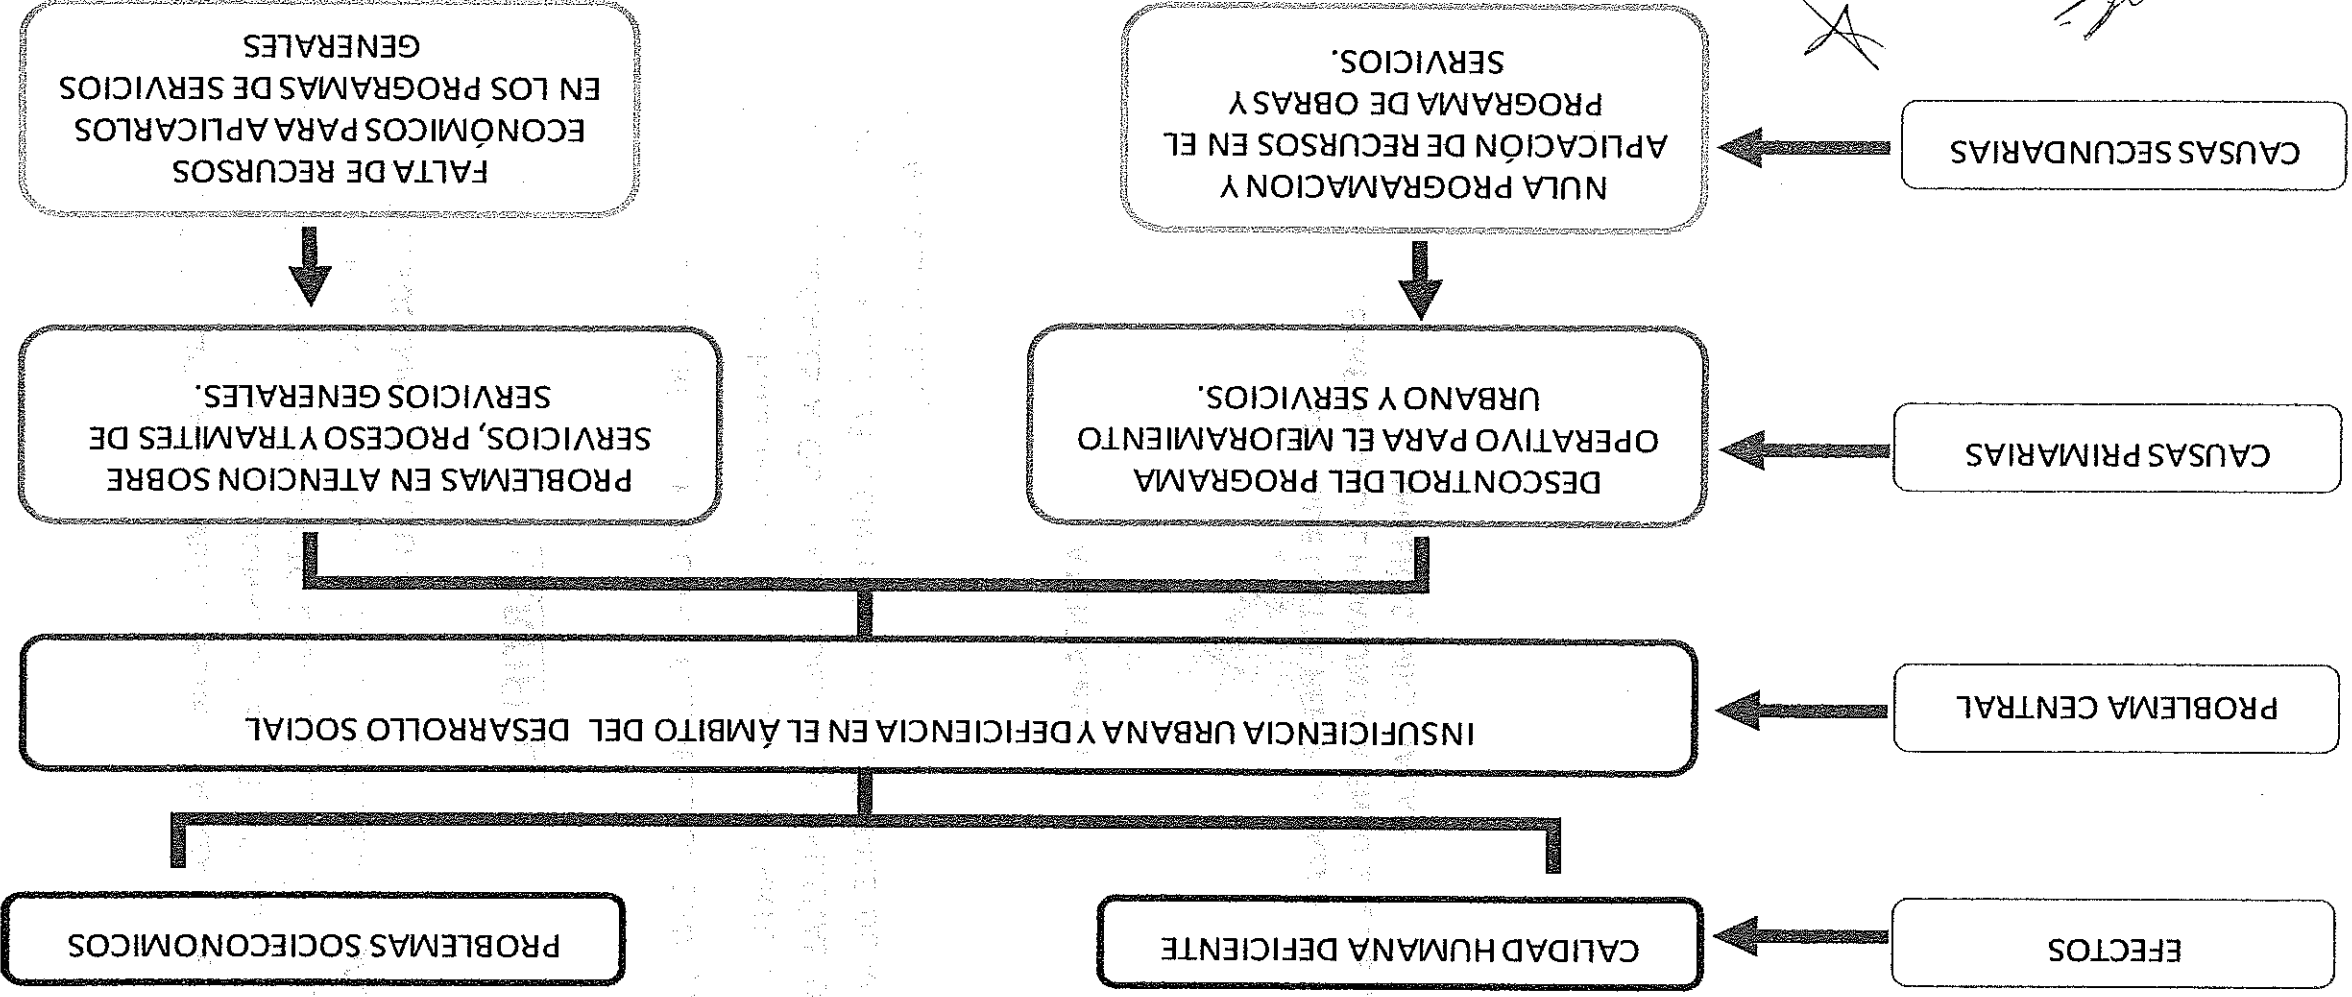 EFECTOS
CALIDAD HUMANA DEFICIENTE
PROBLEMAS SOCIECONOMICOS
PROBLEMA CENTRAL
INSUFICIENCIA URBANA Y DEFICIENCIA EN EL ÁMBITO DEL DESARROLLO SOCIAL
CAUSAS PRIMARIAS
DESCONTROL DEL PROGRAMA
OPERATIVO PARA EL MEJORAMIENTO
URBANO Y SERVICIOS.
PROBLEMAS EN ATENCION SOBRE
SERVICIOS, PROCESO Y TRAMITES DE
SERVICIOS GENERALES.
CAUSAS SECUNDARIAS
NULA PROGRAMACION Y
APLICACIÓN DE RECURSOS EN EL
PROGRAMA DE OBRAS Y
SERVICIOS.
FALTA DE RECURSOS
ECONÓMICOS PARA APLICARLOS
EN LOS PROGRAMAS DE SERVICIOS
GENERALES